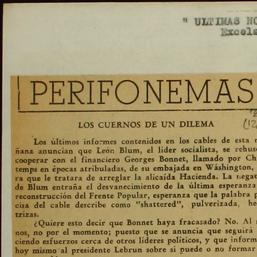 " ULTIMAS NO
Excels
PERIFONEMAS
(12
LOS CUERNOS DE UN DILEMA
Los últimos informes contenidos en los cables de esta m
ñana anuncian que León Blum, el líder socialista, se rehus
cooperar con el financiero Georges Bonnet, llamado por Ch
temps en épocas atribuladas, de su embajada en Wáshington,
ra que le tratara de arreglar la alicaída Hacienda. La nega
de Blum entraña el desvanecimiento de la última esperanza
reconstrucción del Frente Popular, esperanza que la palabra p
cisa del cable describe como "shattered", pulverizada, he
trizas.
¿Quiere esto decir que Bonnet haya fracasado? No. Al
nos, no por el momento; puesto que se anuncia que seguirá
ciendo esfuerzos cerca de otros líderes políticos, y que inform
hoy mismo al presidente Lebrun sobre si puede o no forma